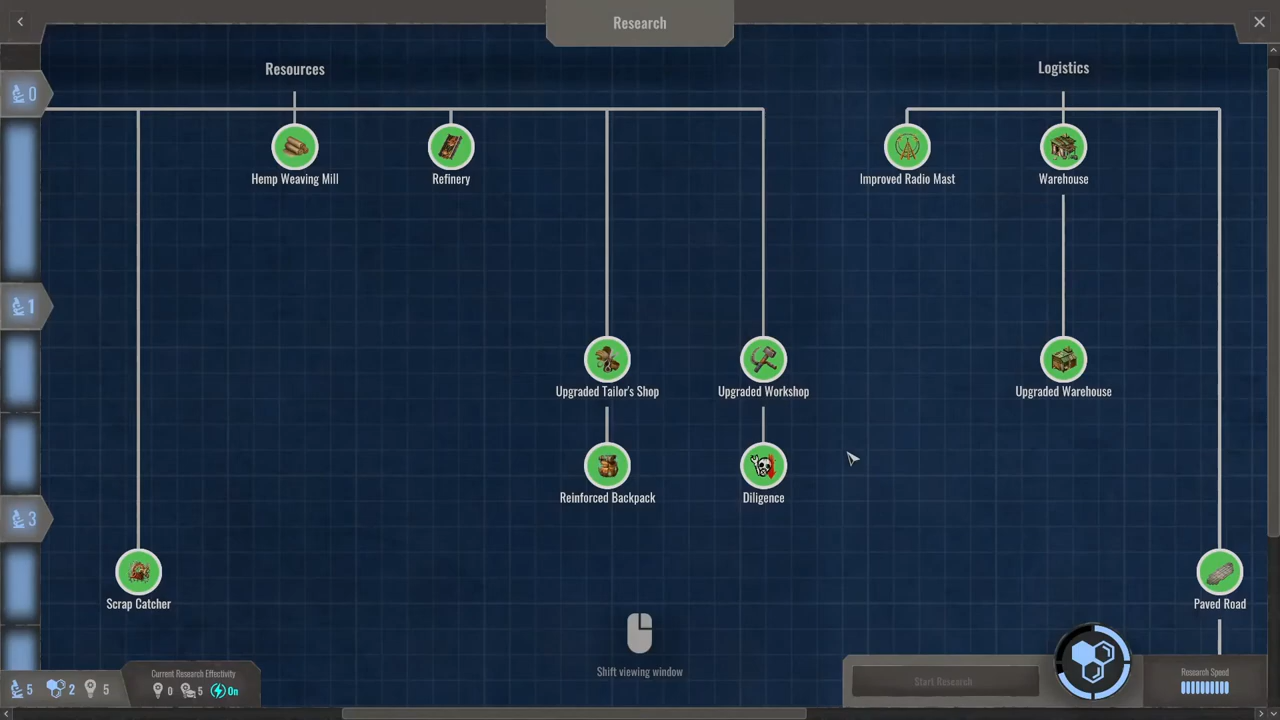 Research
Resources
Logistics
0
Hemp Weaving Mill
Refinery
Improved Radio Mast
Warehouse
1
Upgraded Tailor's Shop
Upgraded Workshop
Upgraded Warehouse
Reinforced Backpack
Diligence
3
Scrap Catcher
Paved Road
Shift viewing window
5 2 5
Current Research Effectivity
0 5 On
Start Research
Research Speed